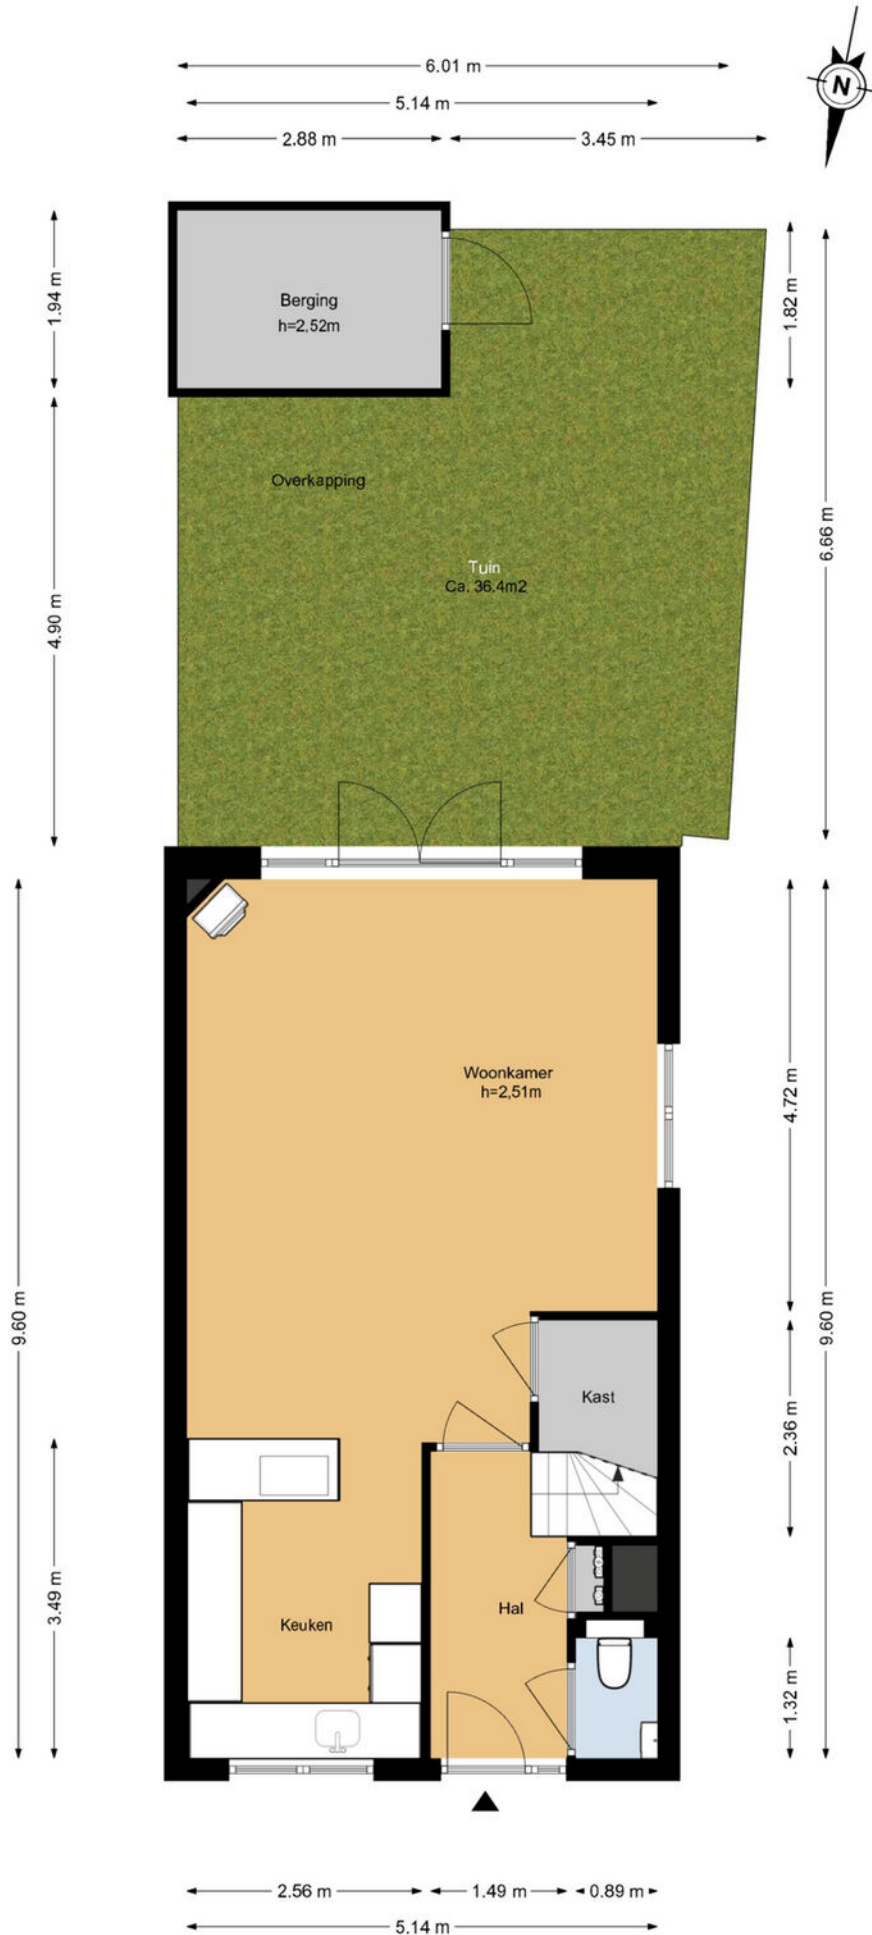 6.01 m
N
5.14 m
2.88 m
3.45 m
1.94 m
Berging
h=2,52m
1.82 m
Overkapping
6.66 m
Tuin
Ca. 36.4m2
4.90 m
Woonkamer
h=2,51m
4.72 m
9.60 m
9.60 m
Kast
2.36 m
3.49 m
Hal
Keuken
1.32 m
2.56 m
1.49 m
0.89 m
5.14 m